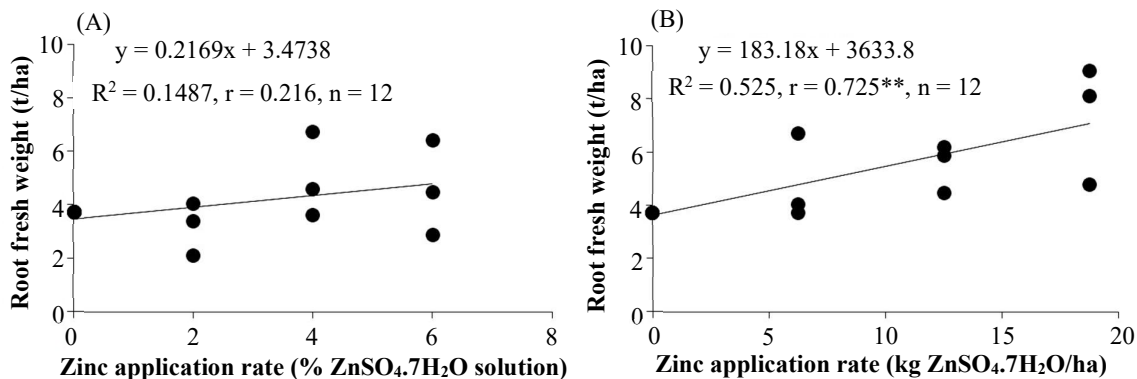 (A)
y = 0.2169x + 3.4738
R² = 0.1487, r = 0.216, n = 12
Root fresh weight (t/ha)
10
8
6
4
2
0
0 2 4 6 8
Zinc application rate (% ZnSO₄.7H₂O solution)
(B)
y = 183.18x + 3633.8
R² = 0.525, r = 0.725**, n = 12
Root fresh weight (t/ha)
10
8
6
4
2
0
0 5 10 15 20
Zinc application rate (kg ZnSO₄.7H₂O/ha)